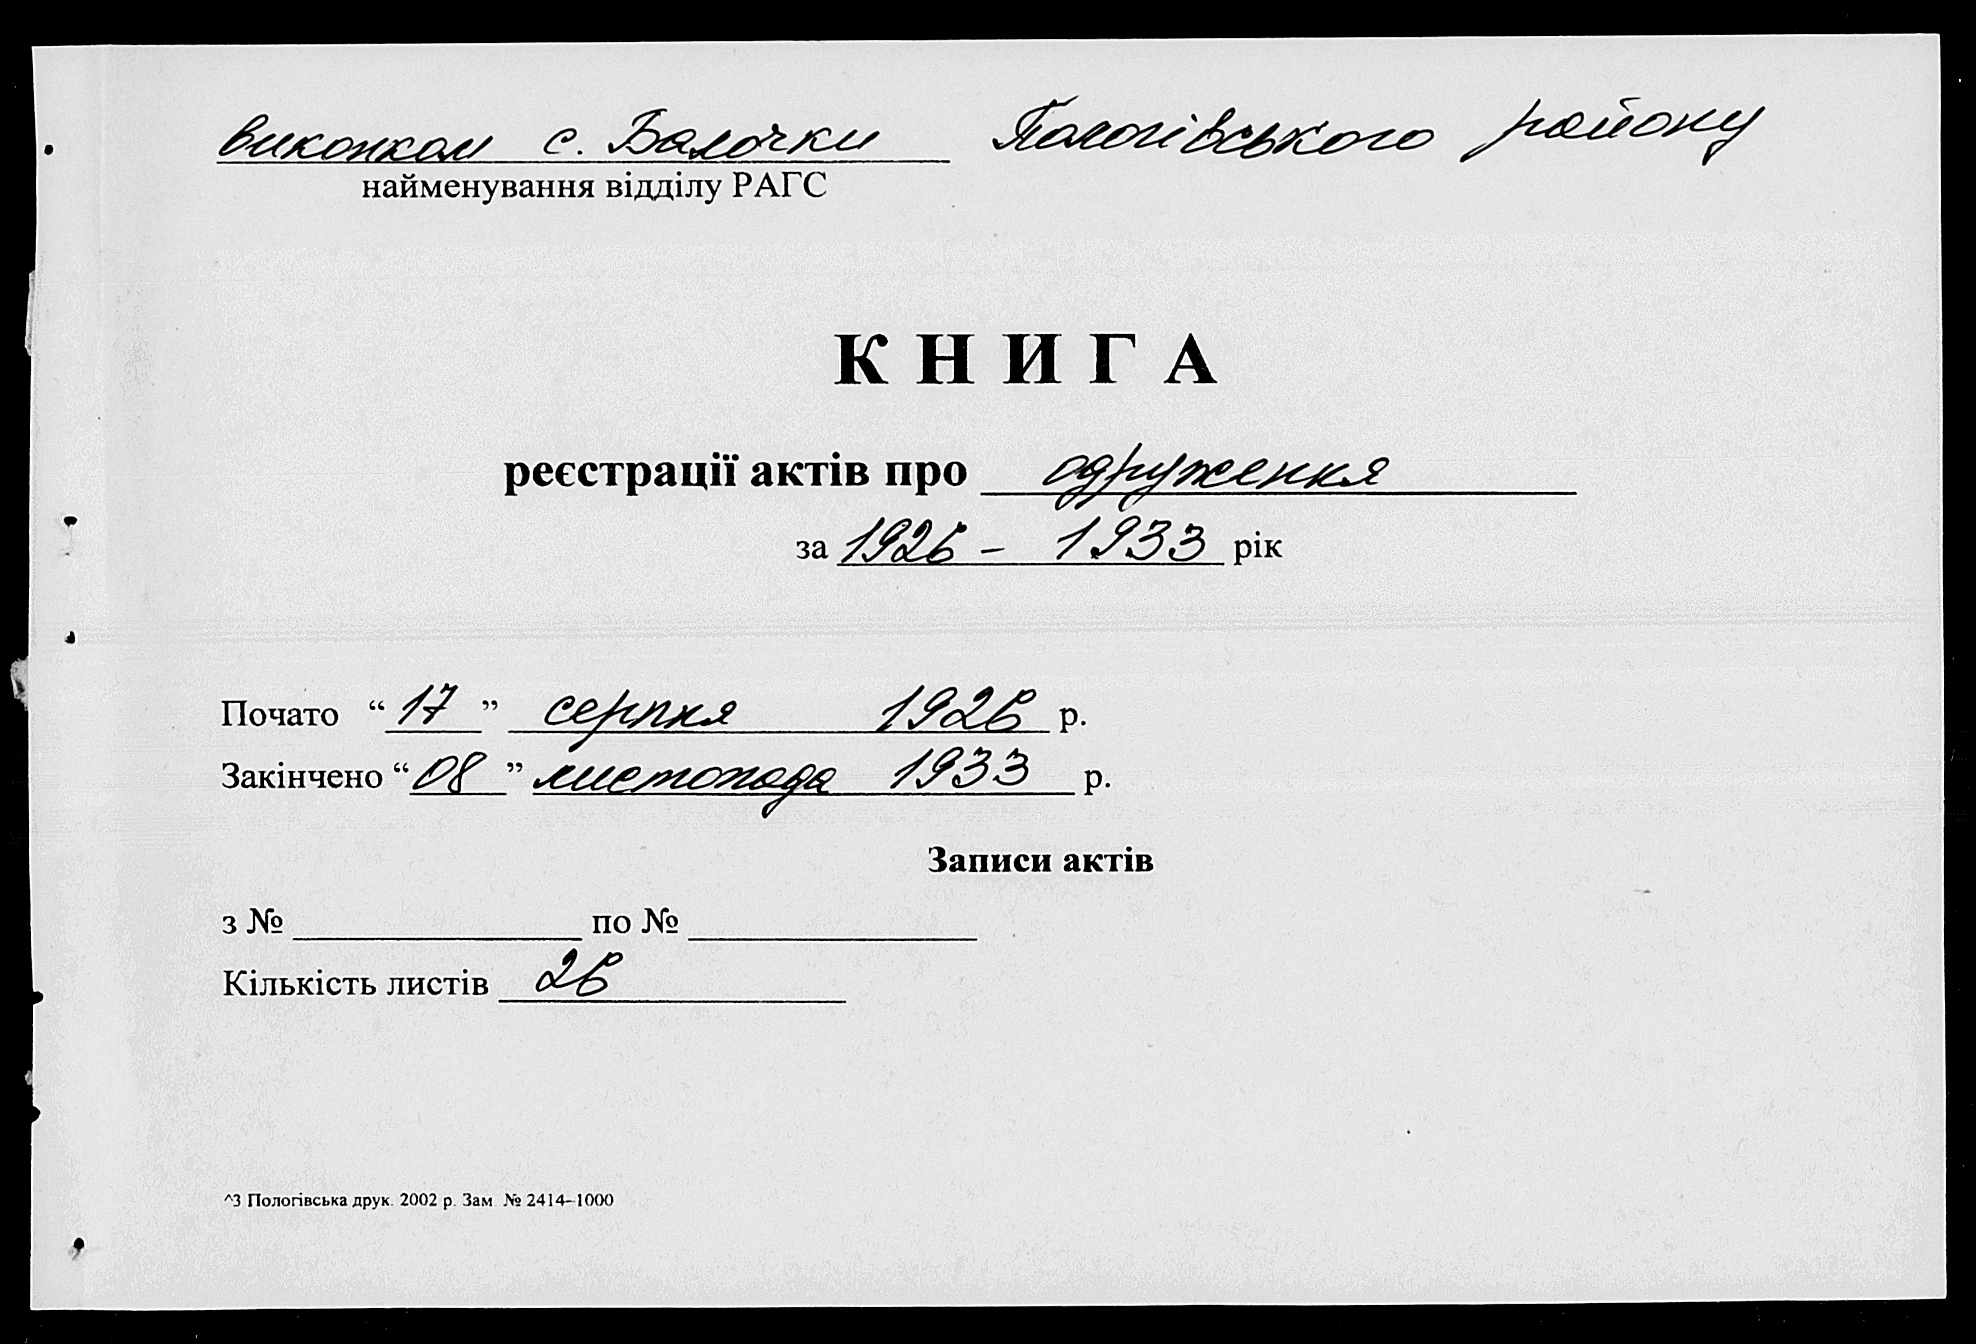 виконком с. Балочки Пологівського району
найменування відділу РАГС
КНИГА
реєстрації актів про одруження
за 1926 – 1933 рік
Почато “ 17 ” серпня 1926 р.
Закінчено “ 08 ” листопада 1933 р.
Записи актів
з № по №
Кількість листів 26
^З Пологівська друк. 2002 р. Зам. № 2414–1000